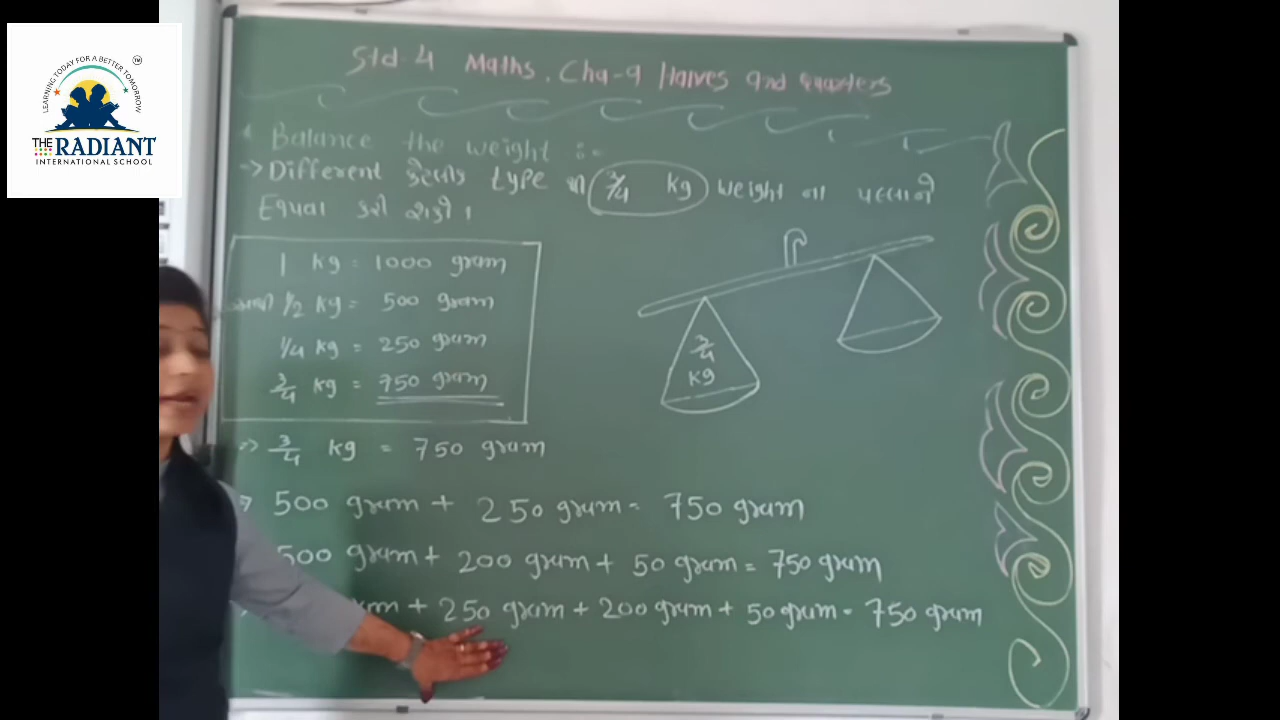 LEARNING TODAY FOR A BETTER TOMORROW
TM
THE RADIANT
INTERNATIONAL SCHOOL
Std-4 Maths. Cha-9 Halves and Quarters
* Balance the weight :-
→ Different type 3/4 kg weight ના પલ્લાને
Equal કરી શકીએ।
1 kg = 1000 gram
1/2 kg = 500 gram
1/4 kg = 250 gram
3/4 kg = 750 gram
⇒ 3/4 kg = 750 gram
⇒ 500 gram + 250 gram = 750 gram
500 gram + 200 gram + 50 gram = 750 gram
+ 250 gram + 200 gram + 50 gram = 750 gram
3/4
kg